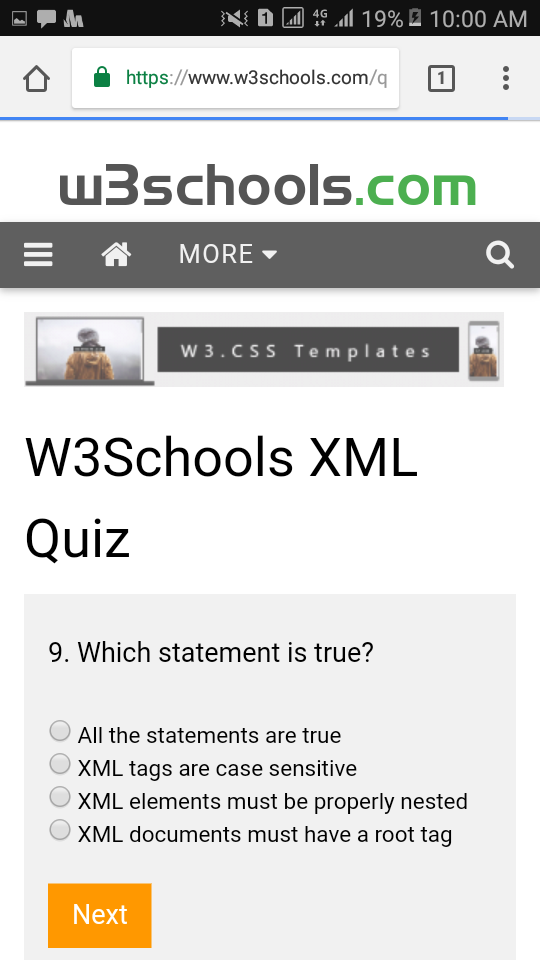 1 4G 19% 10:00 AM
https://www.w3schools.com/q
1
w3schools.com
MORE
W3.CSS Templates
W3Schools XML
Quiz
9. Which statement is true?
All the statements are true
XML tags are case sensitive
XML elements must be properly nested
XML documents must have a root tag
Next